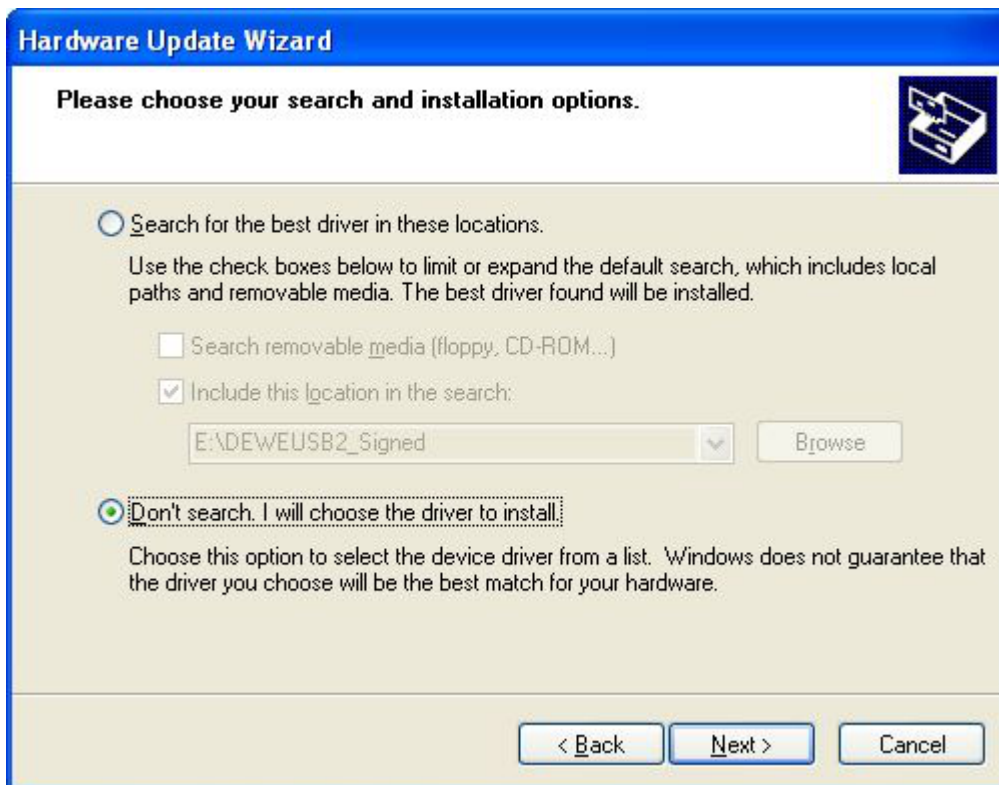 Hardware Update Wizard
Please choose your search and installation options.
Search for the best driver in these locations.
Use the check boxes below to limit or expand the default search, which includes local
paths and removable media. The best driver found will be installed.
Search removable media (floppy, CD-ROM...)
Include this location in the search:
E:\DEWEUSB2_Signed
Browse
Don't search. I will choose the driver to install.
Choose this option to select the device driver from a list. Windows does not guarantee that
the driver you choose will be the best match for your hardware.
< Back Next > Cancel